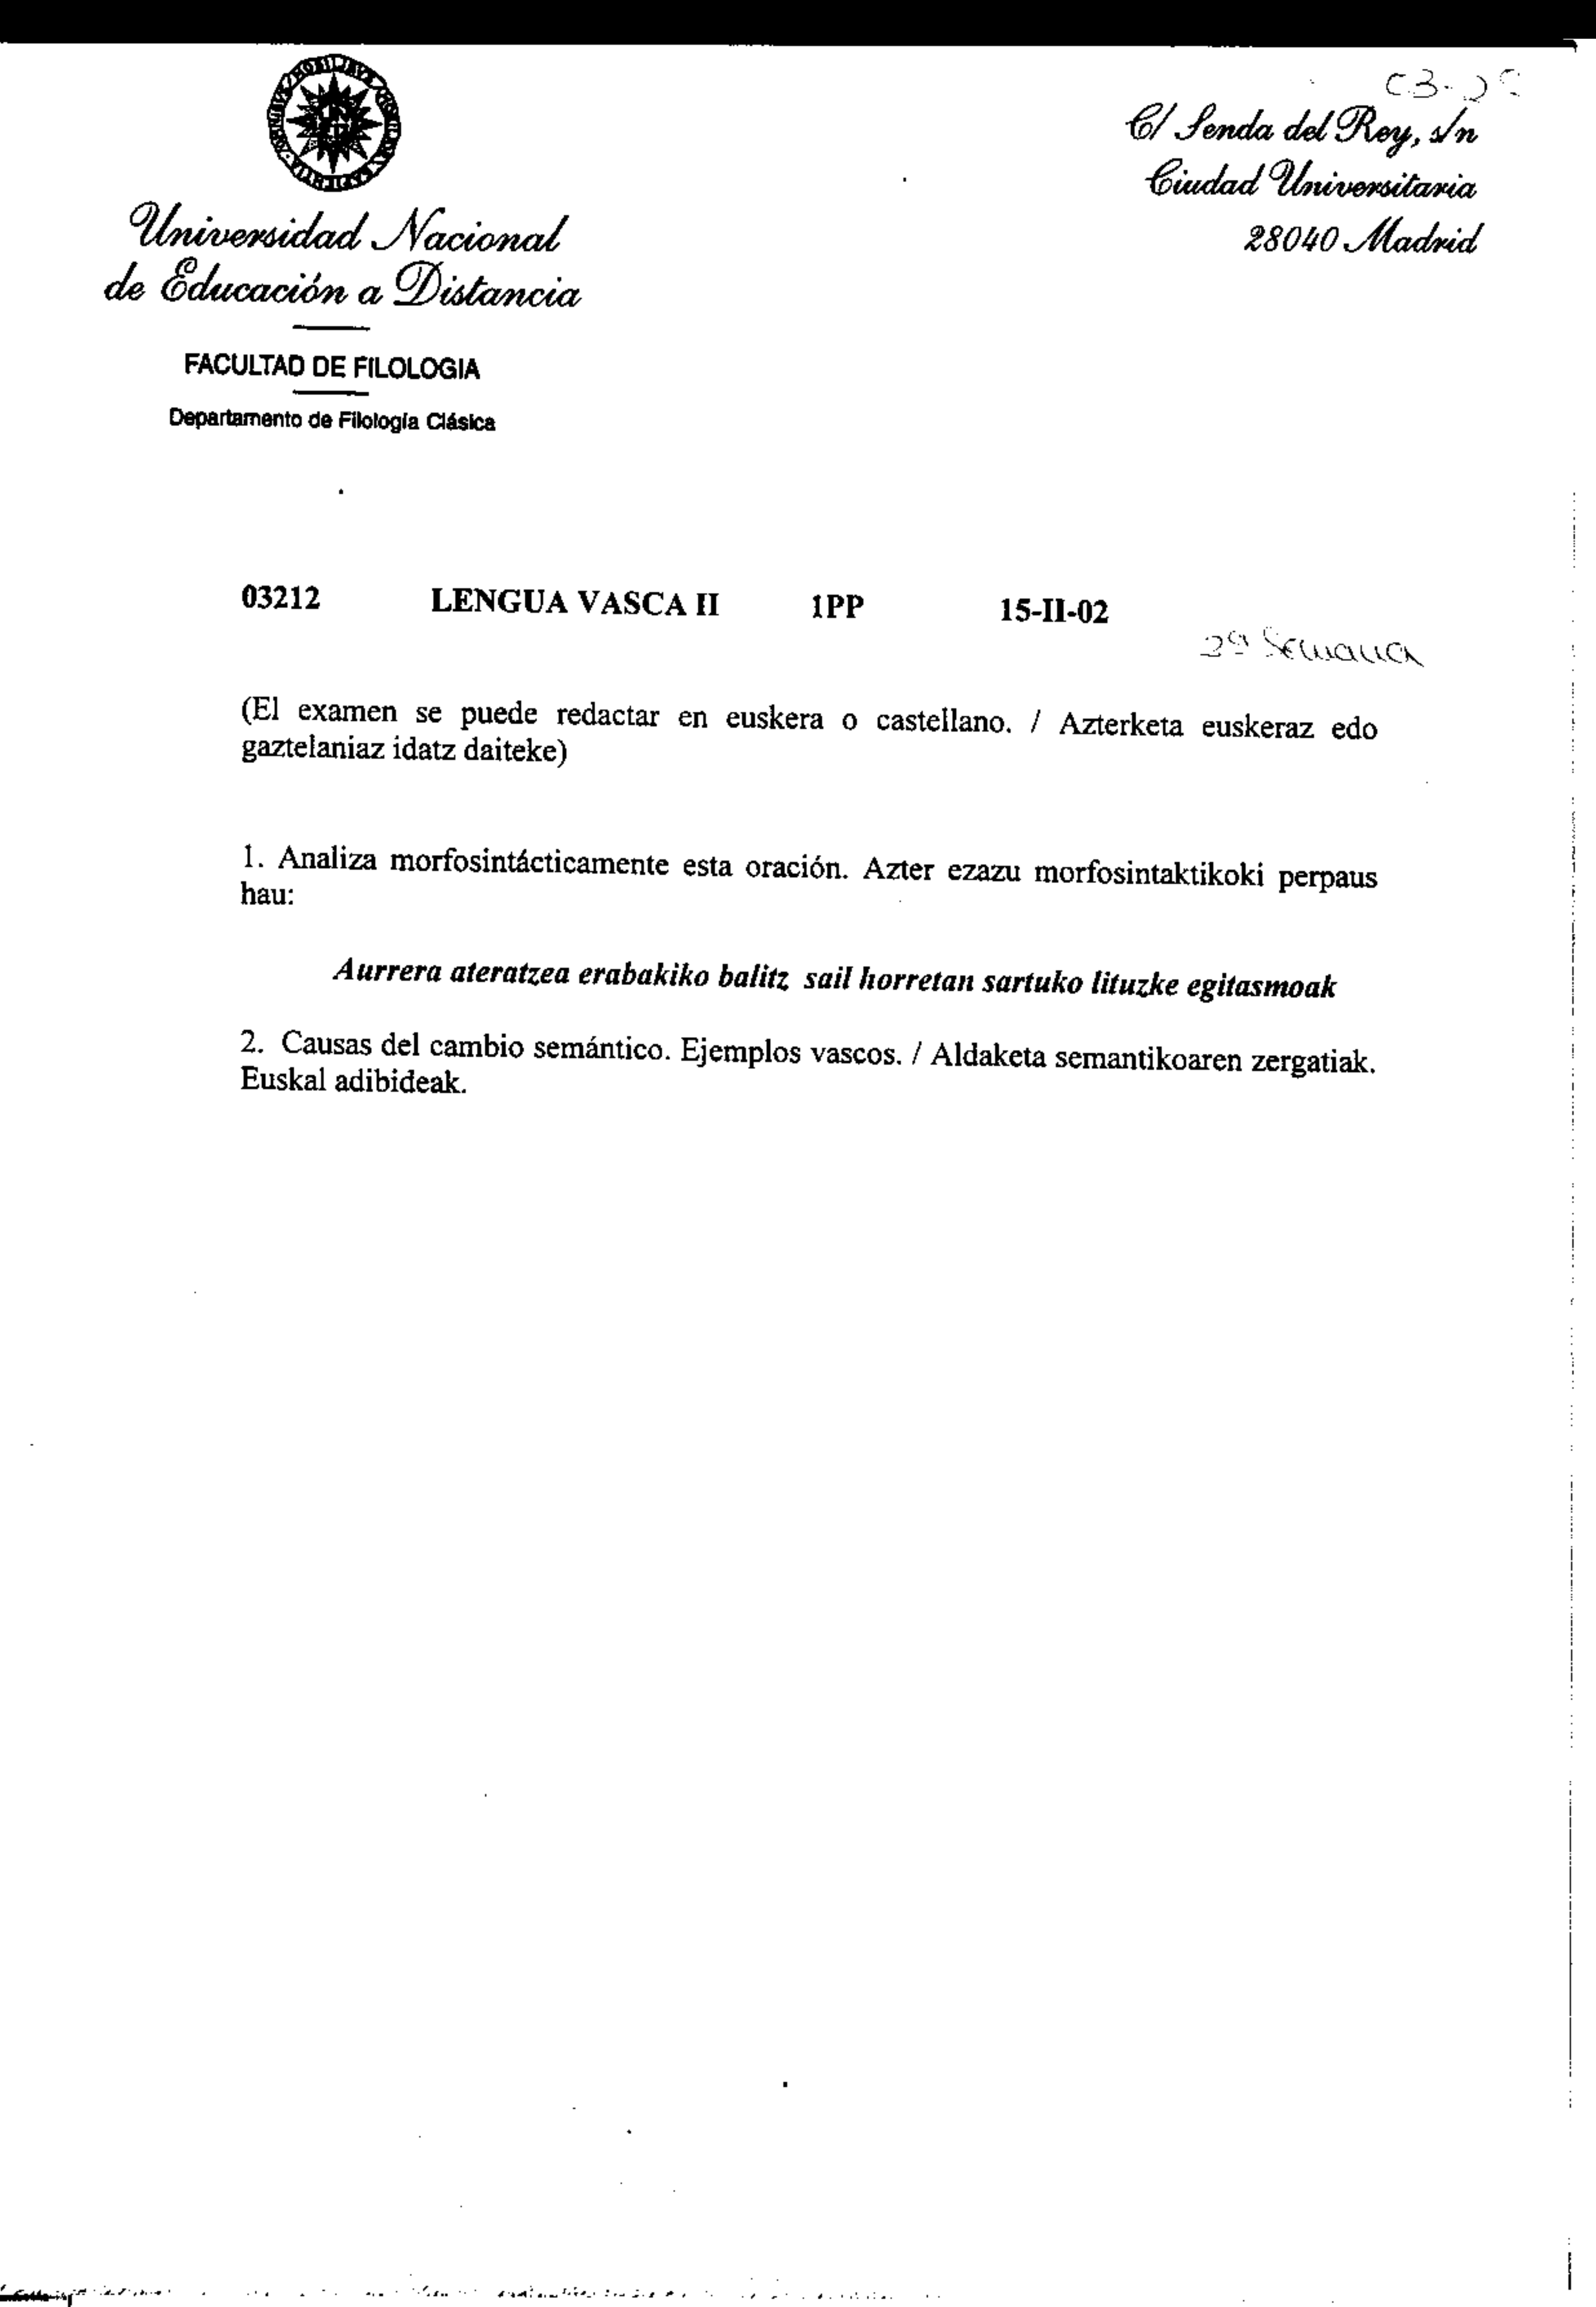 C/ Senda del Rey, s/n
Ciudad Universitaria
28040 Madrid
Universidad Nacional
de Educación a Distancia
FACULTAD DE FILOLOGIA
Departamento de Filología Clásica
03212 LENGUA VASCA II 1PP 15-II-02
2ª Semana
(El examen se puede redactar en euskera o castellano. / Azterketa euskeraz edo
gaztelaniaz idatz daiteke)
1. Analiza morfosintácticamente esta oración. Azter ezazu morfosintaktikoki perpaus
hau:
Aurrera ateratzea erabakiko balitz sail horretan sartuko lituzke egitasmoak
2. Causas del cambio semántico. Ejemplos vascos. / Aldaketa semantikoaren zergatiak.
Euskal adibideak.